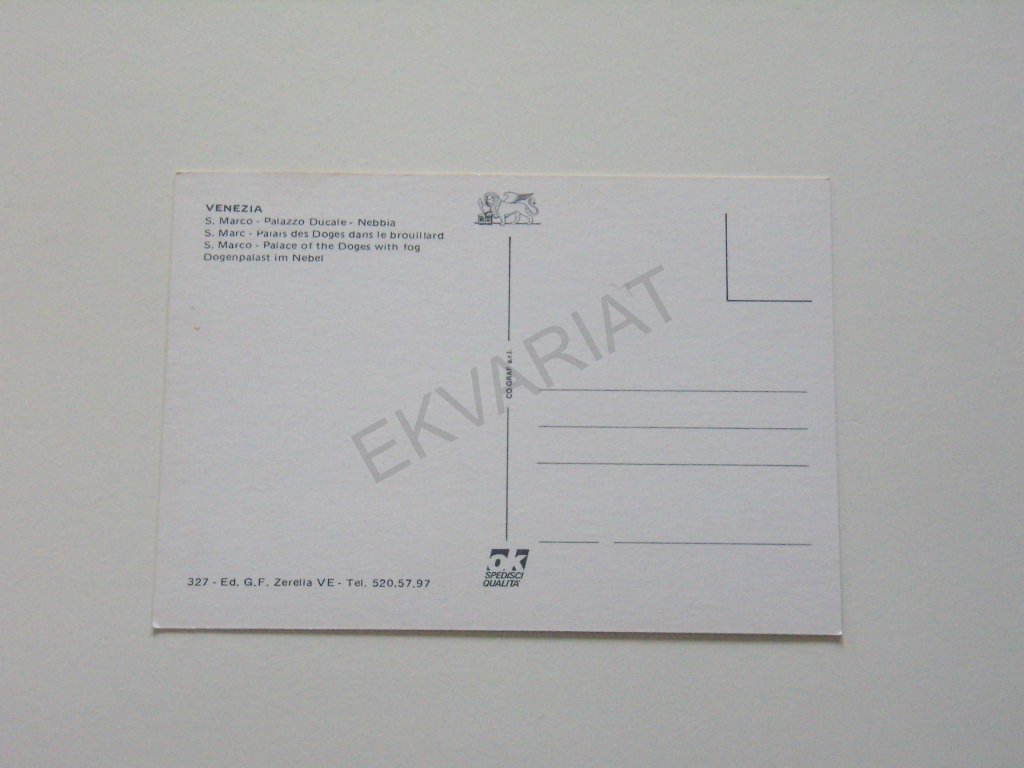 VENEZIA
S. Marco - Palazzo Ducale - Nebbia
S. Marc - Palais des Doges dans le brouillard
S. Marco - Palace of the Doges with fog
Dogenpalast im Nebel
CO.GRAF s.r.l.
EKVARIAT
ok
SPEDISCI
QUALITA'
327 - Ed. G.F. Zerella VE - Tel. 520.57.97